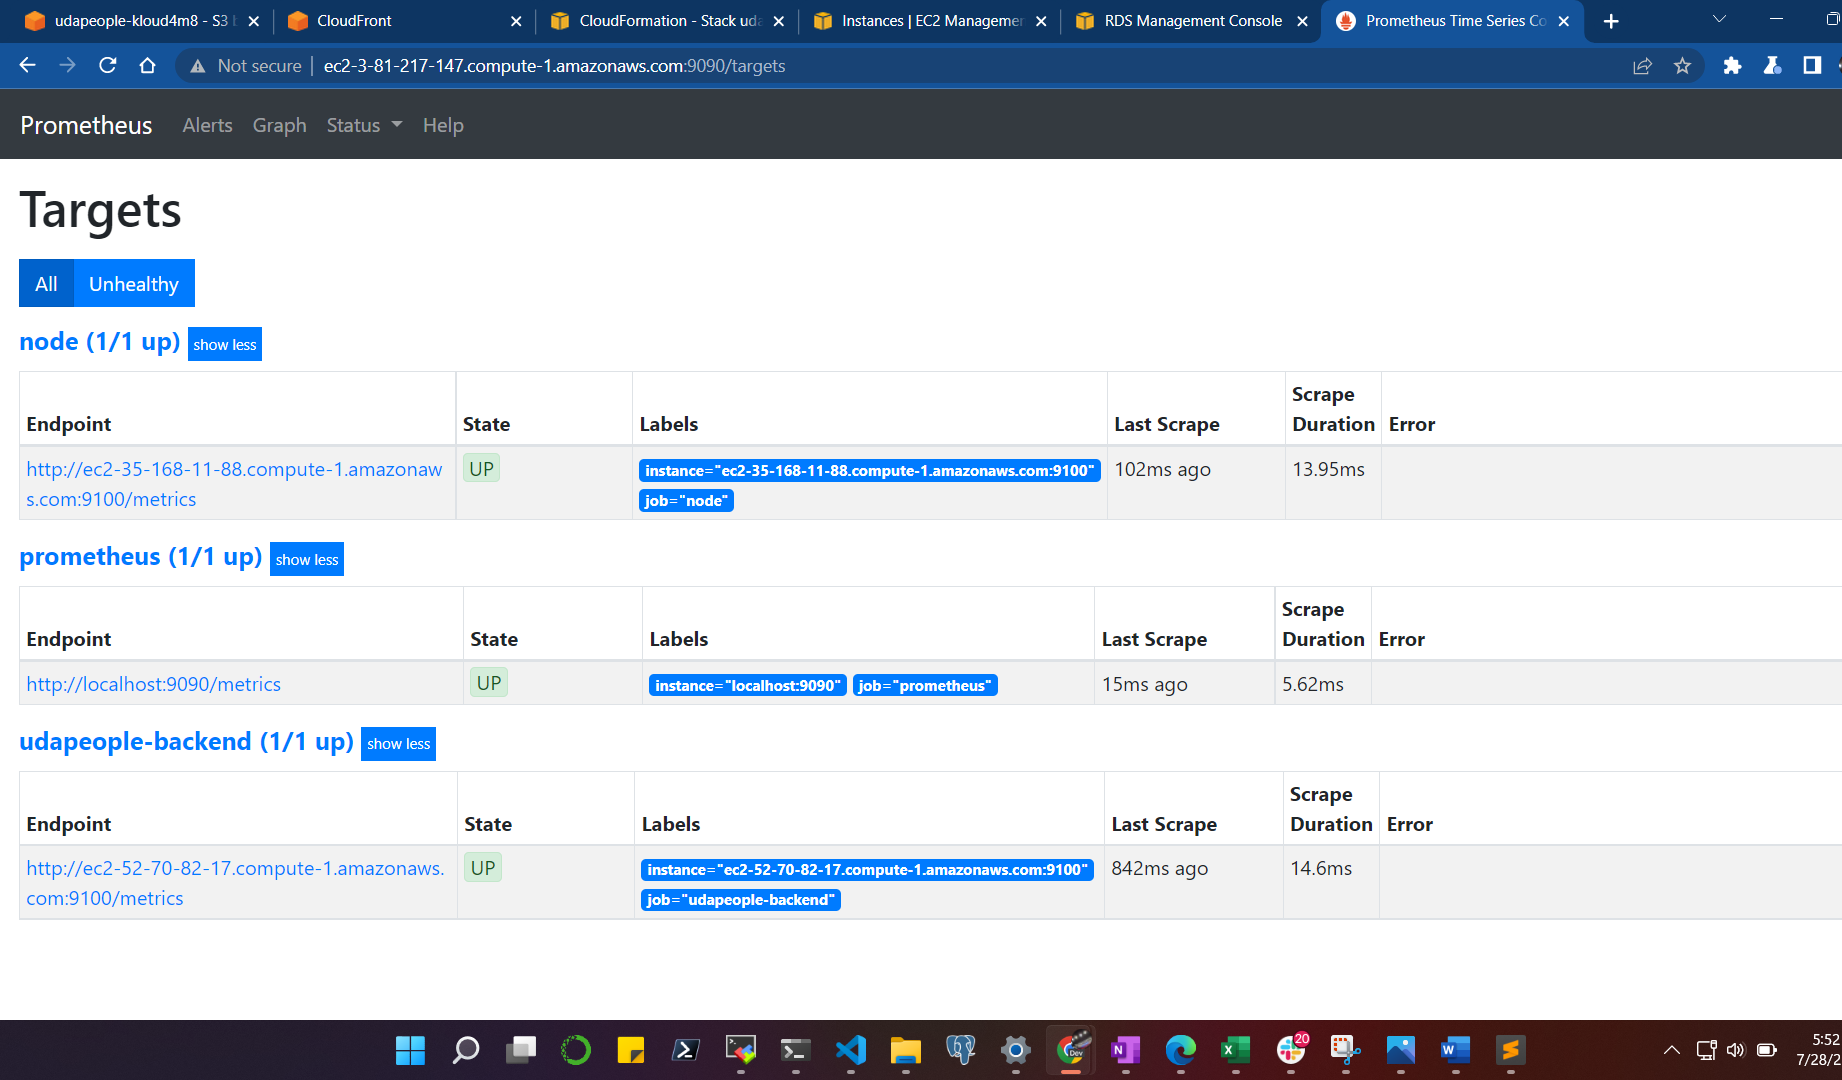 udapeople-kloud4m8 - S3 b
CloudFront
CloudFormation - Stack uda
Instances | EC2 Managemen
RDS Management Console
Prometheus Time Series Co
Not secure
ec2-3-81-217-147.compute-1.amazonaws.com:9090/targets
Prometheus Alerts Graph Status Help
Targets
All Unhealthy
node (1/1 up) show less
Endpoint State Labels Last Scrape Scrape Duration Error
http://ec2-35-168-11-88.compute-1.amazonaw
s.com:9100/metrics
UP
instance="ec2-35-168-11-88.compute-1.amazonaws.com:9100"
job="node"
102ms ago
13.95ms
prometheus (1/1 up) show less
Endpoint State Labels Last Scrape Scrape Duration Error
http://localhost:9090/metrics
UP
instance="localhost:9090" job="prometheus"
15ms ago
5.62ms
udapeople-backend (1/1 up) show less
Endpoint State Labels Last Scrape Scrape Duration Error
http://ec2-52-70-82-17.compute-1.amazonaws.
com:9100/metrics
UP
instance="ec2-52-70-82-17.compute-1.amazonaws.com:9100"
job="udapeople-backend"
842ms ago
14.6ms
Dev
N
X
20
W
5:52
7/28/2